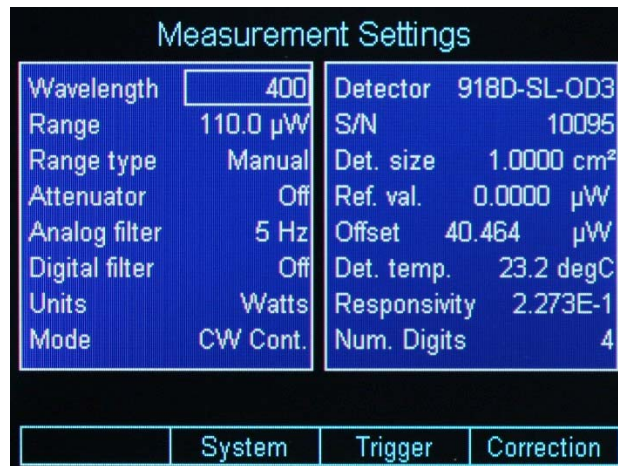 Measurement Settings
Wavelength 400
Range 110.0 µW
Range type Manual
Attenuator Off
Analog filter 5 Hz
Digital filter Off
Units Watts
Mode CW Cont.
Detector 918D-SL-OD3
S/N 10095
Det. size 1.0000 cm²
Ref. val. 0.0000 µW
Offset 40.464 µW
Det. temp. 23.2 degC
Responsivity 2.273E-1
Num. Digits 4
System Trigger Correction